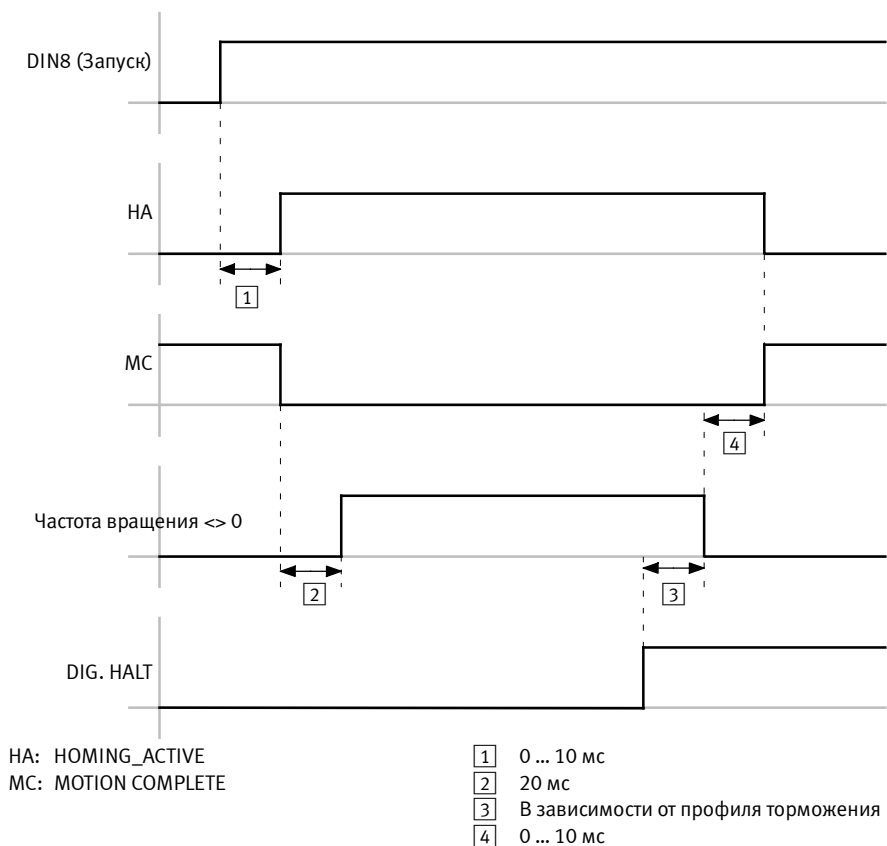 DIN8 (Запуск)
HA
1
MC
4
Частота вращения <> 0
2
3
DIG. HALT
HA: HOMING_ACTIVE
MC: MOTION COMPLETE
1 0 ... 10 мс
2 20 мс
3 В зависимости от профиля торможения
4 0 ... 10 мс